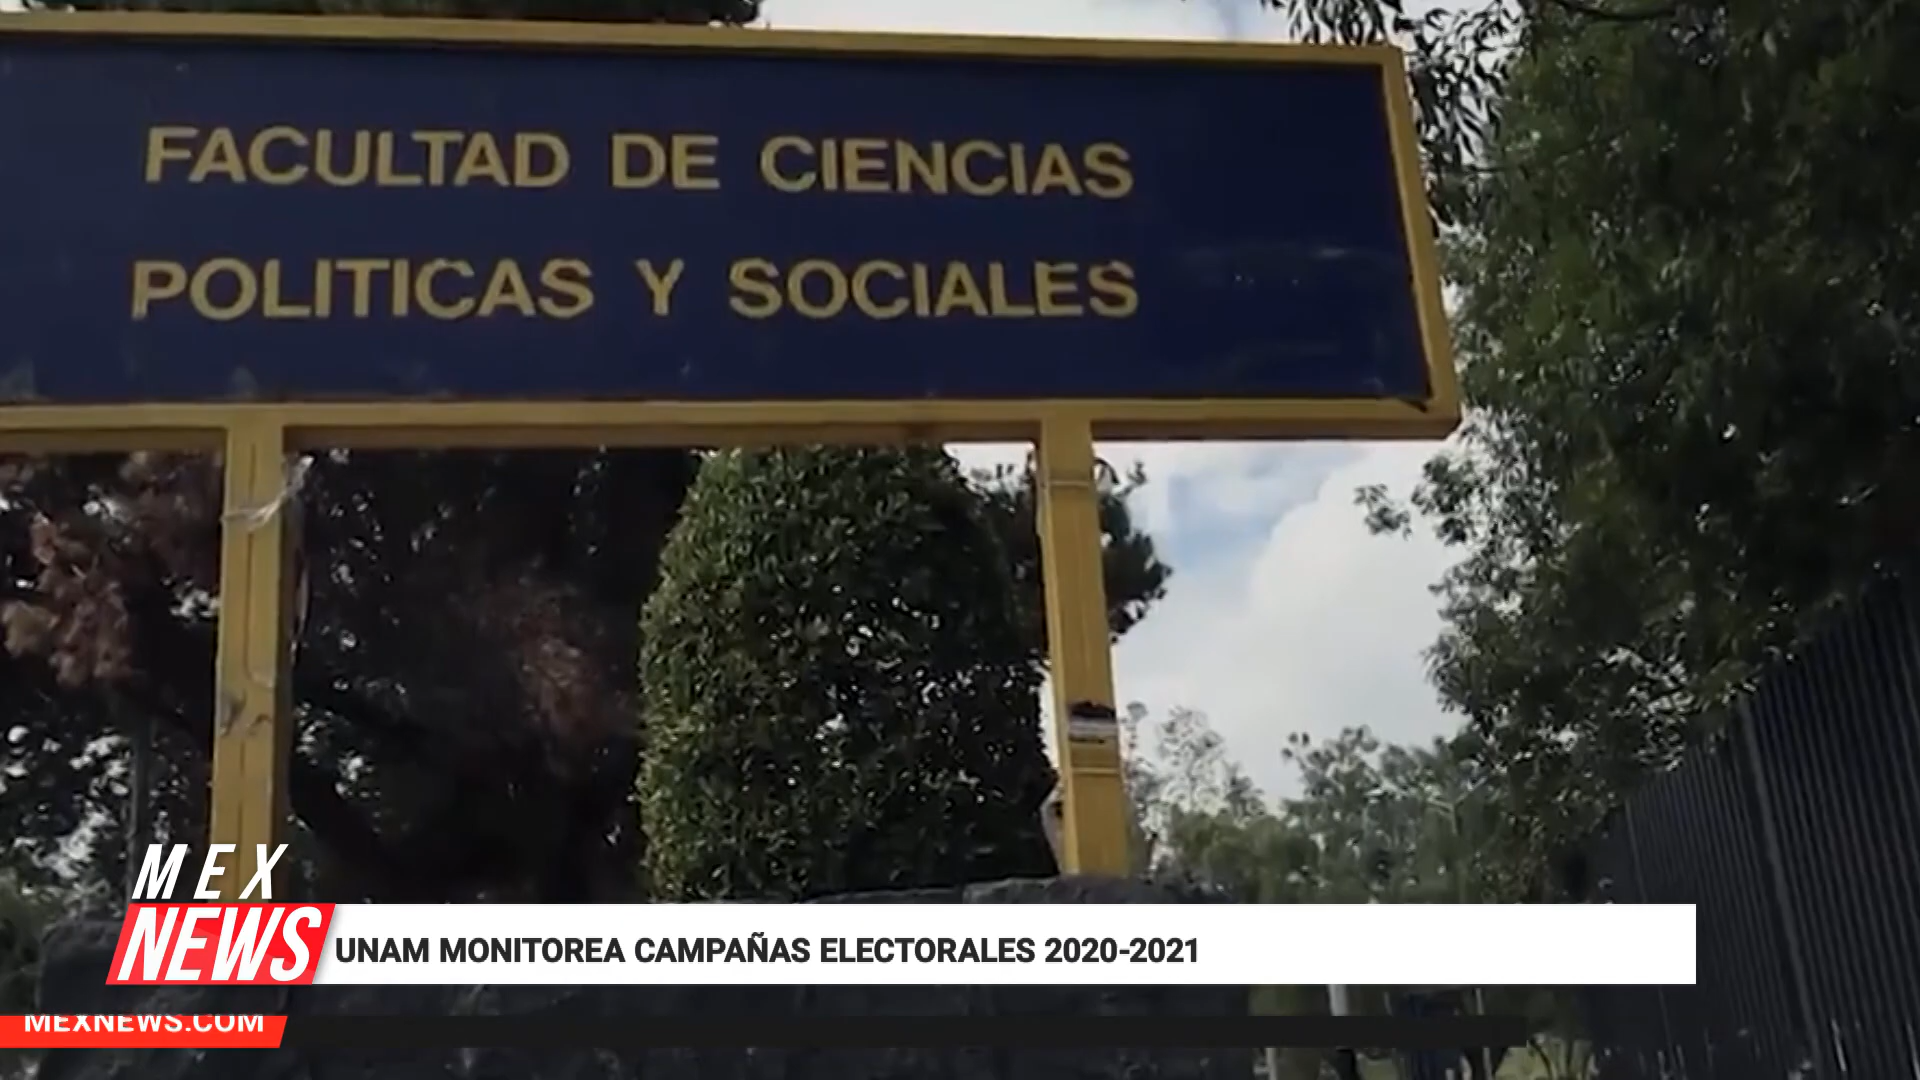 FACULTAD DE CIENCIAS
POLITICAS Y SOCIALES
MEX
NEWS
UNAM MONITOREA CAMPAÑAS ELECTORALES 2020-2021
MEXNEWS.COM